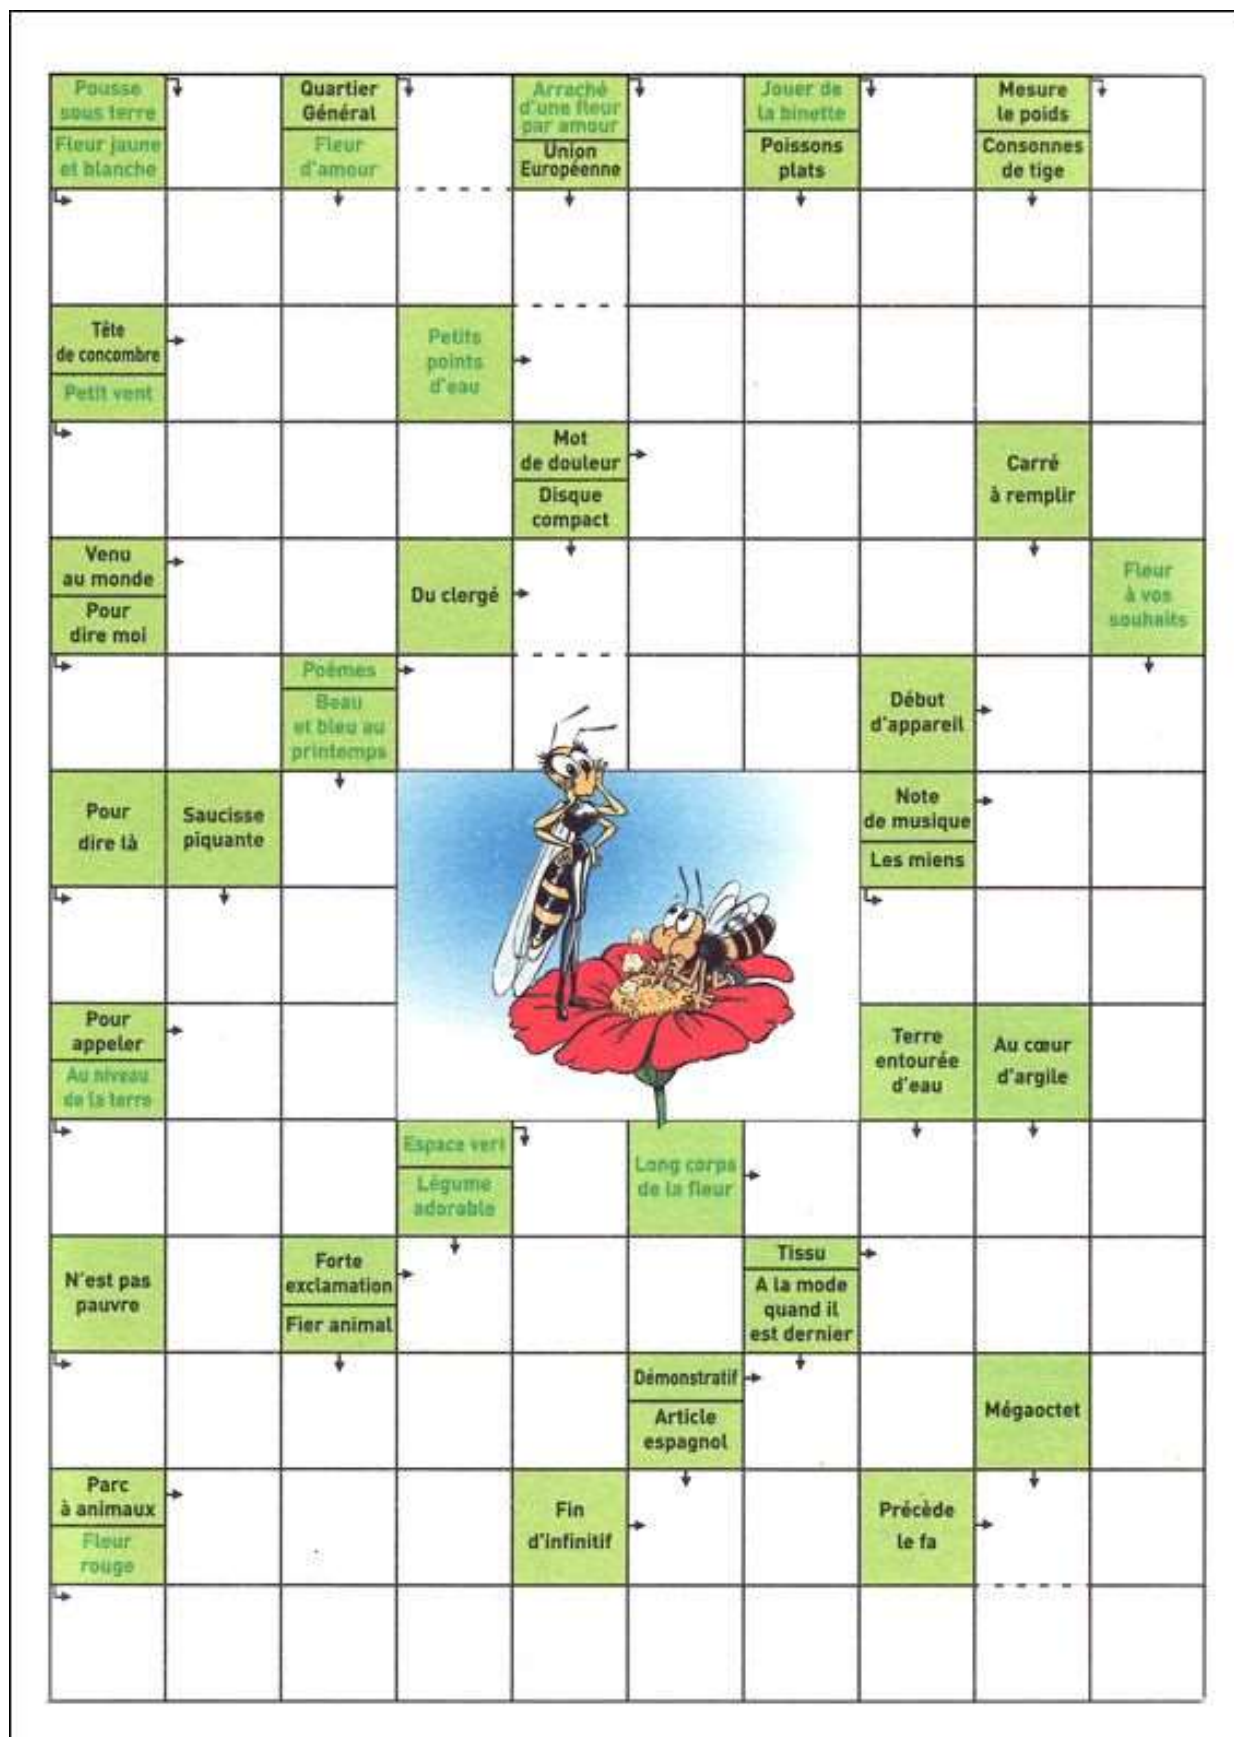 Pousse
sous terre
Fleur jaune
et blanche
Quartier
Général
Fleur
d'amour
Arraché
d'une fleur
par amour
Union
Européenne
Jouer de
la binette
Poissons
plats
Mesure
le poids
Consonnes
de tige
Tête
de concombre
Petit vent
Petits
points
d'eau
Mot
de douleur
Disque
compact
Carré
à remplir
Venu
au monde
Pour
dire moi
Du clergé
Fleur
à vos
souhaits
Poèmes
Beau
et bleu au
printemps
Début
d'appareil
Pour
dire là
Saucisse
piquante
Note
de musique
Les miens
Pour
appeler
Au niveau
de la terre
Terre
entourée
d'eau
Au cœur
d'argile
Espace vert
Légume
adorable
Long corps
de la fleur
N'est pas
pauvre
Forte
exclamation
Fier animal
Tissu
A la mode
quand il
est dernier
Démonstratif
Article
espagnol
Mégaoctet
Parc
à animaux
Fleur
rouge
Fin
d'infinitif
Précède
le fa